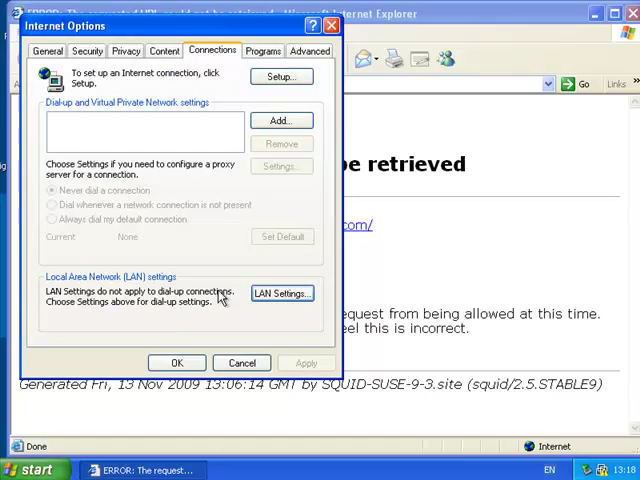 ERROR: The requested URL could not be retrieved - Microsoft Internet Explorer
Internet Options
General Security Privacy Content Connections Programs Advanced
To set up an Internet connection, click
Setup.
Setup...
Dial-up and Virtual Private Network settings
Add...
Remove
Choose Settings if you need to configure a proxy
server for a connection.
Settings...
Never dial a connection
Dial whenever a network connection is not present
Always dial my default connection
Current None
Set Default
Local Area Network (LAN) settings
LAN Settings do not apply to dial-up connections.
Choose Settings above for dial-up settings.
LAN Settings...
OK Cancel Apply
Go Links
be retrieved
com/
equest from being allowed at this time.
eel this is incorrect.
Generated Fri, 13 Nov 2009 13:06:14 GMT by SQUID-SUSE-9-3.site (squid/2.5.STABLE9)
Done
Internet
start
ERROR: The request...
EN
13:18